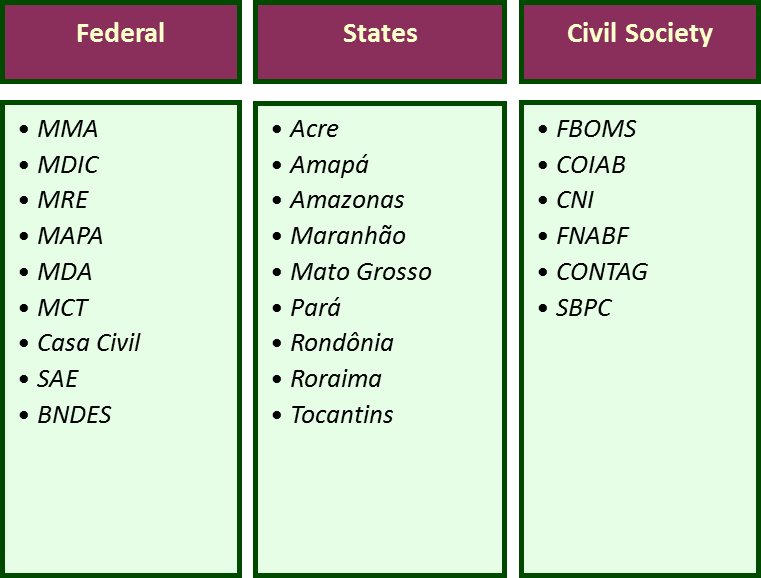 Federal
• MMA
• MDIC
• MRE
• MAPA
• MDA
• MCT
• Casa Civil
• SAE
• BNDES
States
• Acre
• Amapá
• Amazonas
• Maranhão
• Mato Grosso
• Pará
• Rondônia
• Roraima
• Tocantins
Civil Society
• FBOMS
• COIAB
• CNI
• FNABF
• CONTAG
• SBPC